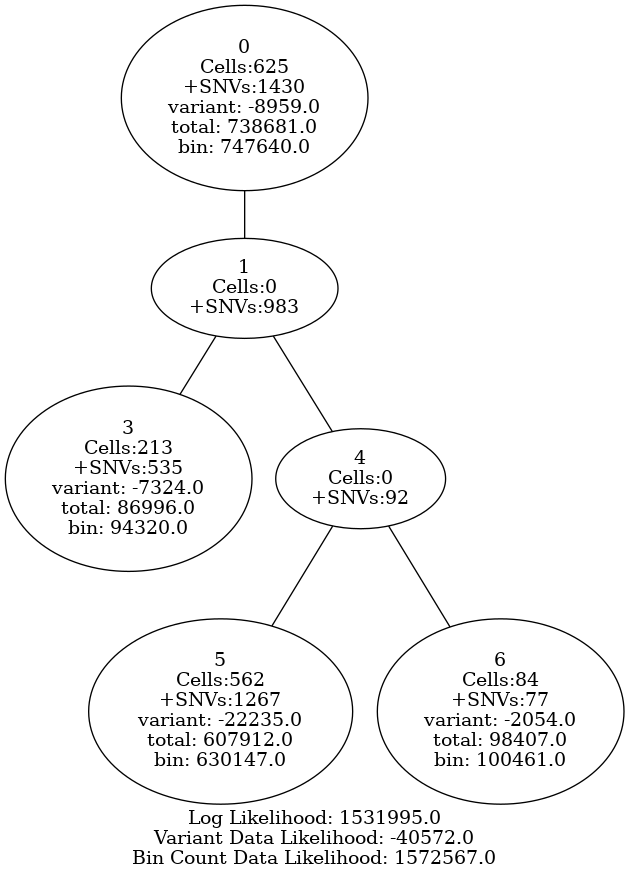 0
Cells:625
+SNVs:1430
variant: -8959.0
total: 738681.0
bin: 747640.0
1
Cells:0
+SNVs:983
3
Cells:213
+SNVs:535
variant: -7324.0
total: 86996.0
bin: 94320.0
4
Cells:0
+SNVs:92
5
Cells:562
+SNVs:1267
variant: -22235.0
total: 607912.0
bin: 630147.0
6
Cells:84
+SNVs:77
variant: -2054.0
total: 98407.0
bin: 100461.0
Log Likelihood: 1531995.0
Variant Data Likelihood: -40572.0
Bin Count Data Likelihood: 1572567.0